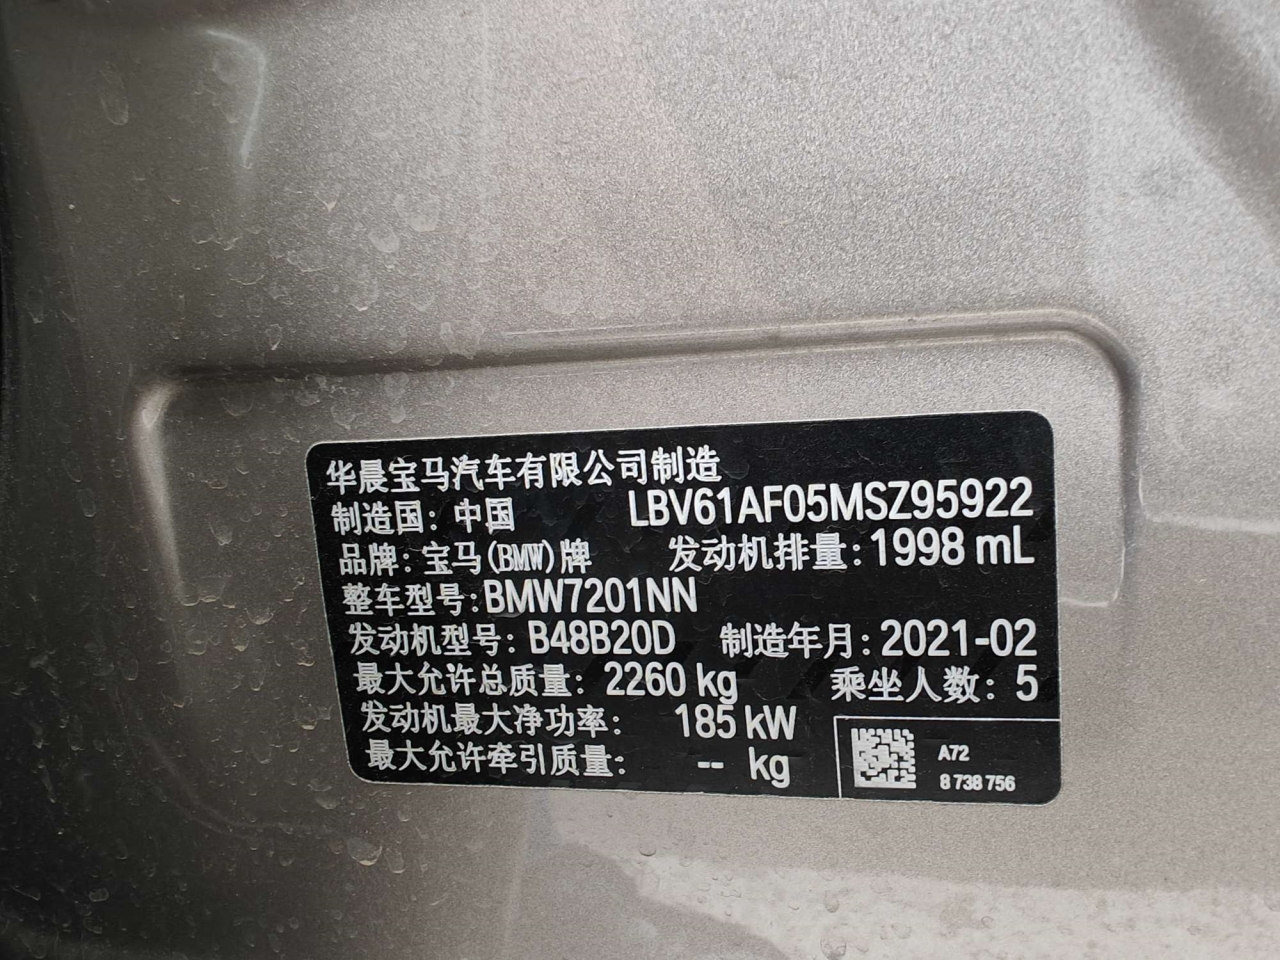 华晨宝马汽车有限公司制造
制造国: 中国 LBV61AF05MSZ95922
品牌: 宝马(BMW)牌 发动机排量: 1998 mL
整车型号: BMW7201NN
发动机型号: B48B20D 制造年月: 2021-02
最大允许总质量: 2260 kg 乘坐人数: 5
发动机最大净功率: 185 kW
最大允许牵引质量: -- kg
A72
8 738 756